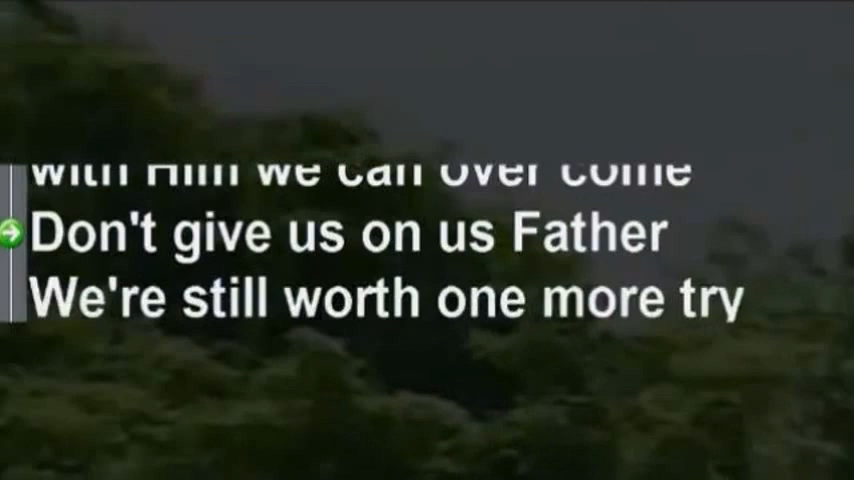 with Him we can over come
Don't give us on us Father
We're still worth one more try